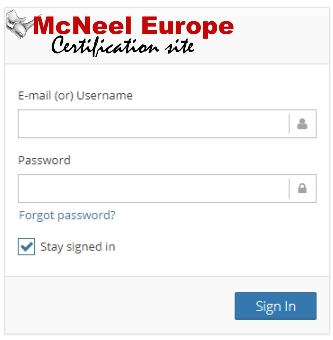 McNeel Europe
Certification site
E-mail (or) Username
Password
Forgot password?
Stay signed in
Sign In